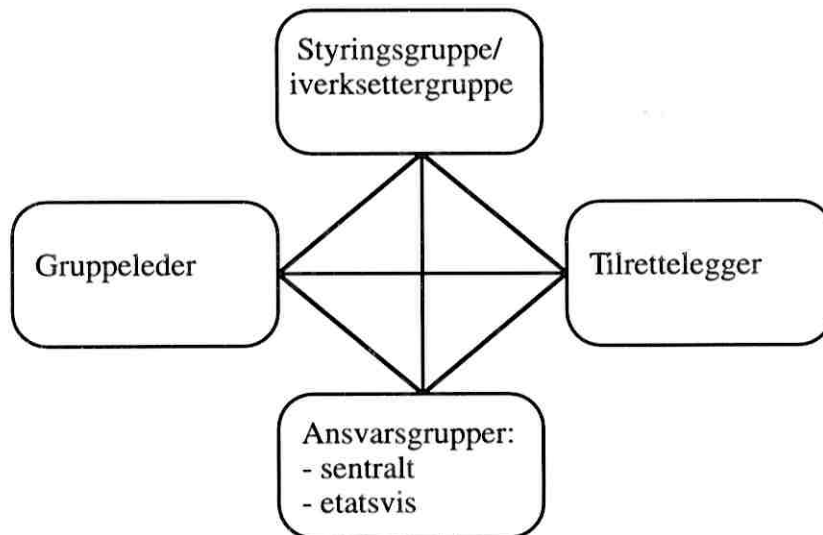 Styringsgruppe/
iverksettergruppe
Gruppeleder
Tilrettelegger
Ansvarsgrupper:
- sentralt
- etatsvis